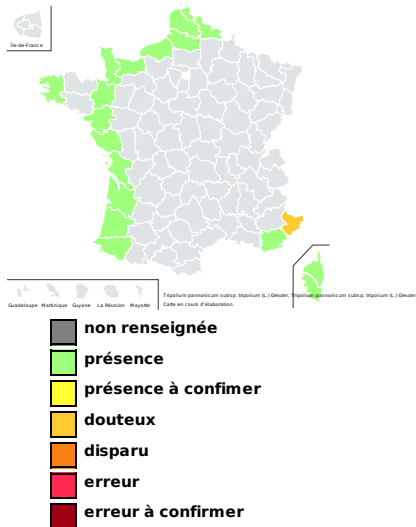 Île-de-France
Guadeloupe Martinique Guyane La Réunion Mayotte
Tripolium pannonicum subsp. tripolium (L.) Greuter, Tripolium pannonicum subsp. tripolium (L.) Greuter
Carte en cours d'élaboration.
non renseignée
présence
présence à confimer
douteux
disparu
erreur
erreur à confirmer